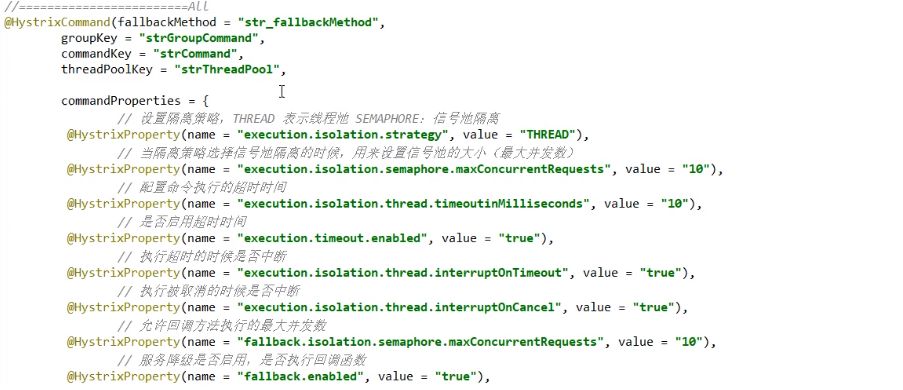 //========================All
@HystrixCommand(fallbackMethod = "str_fallbackMethod",
groupKey = "strGroupCommand",
commandKey = "strCommand",
threadPoolKey = "strThreadPool",
commandProperties = {
// 设置隔离策略，THREAD 表示线程池 SEMAPHORE：信号池隔离
@HystrixProperty(name = "execution.isolation.strategy", value = "THREAD"),
// 当隔离策略选择信号池隔离的时候，用来设置信号池的大小（最大并发数）
@HystrixProperty(name = "execution.isolation.semaphore.maxConcurrentRequests", value = "10"),
// 配置命令执行的超时时间
@HystrixProperty(name = "execution.isolation.thread.timeoutinMilliseconds", value = "10"),
// 是否启用超时时间
@HystrixProperty(name = "execution.timeout.enabled", value = "true"),
// 执行超时的时候是否中断
@HystrixProperty(name = "execution.isolation.thread.interruptOnTimeout", value = "true"),
// 执行被取消的时候是否中断
@HystrixProperty(name = "execution.isolation.thread.interruptOnCancel", value = "true"),
// 允许回调方法执行的最大并发数
@HystrixProperty(name = "fallback.isolation.semaphore.maxConcurrentRequests", value = "10"),
// 服务降级是否启用，是否执行回调函数
@HystrixProperty(name = "fallback.enabled", value = "true"),